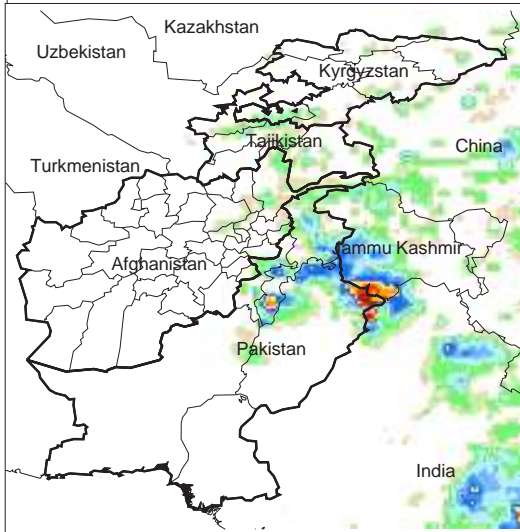 Kazakhstan
Uzbekistan
Kyrgyzstan
Tajikistan
China
Turkmenistan
Jammu Kashmir
Afghanistan
Pakistan
India